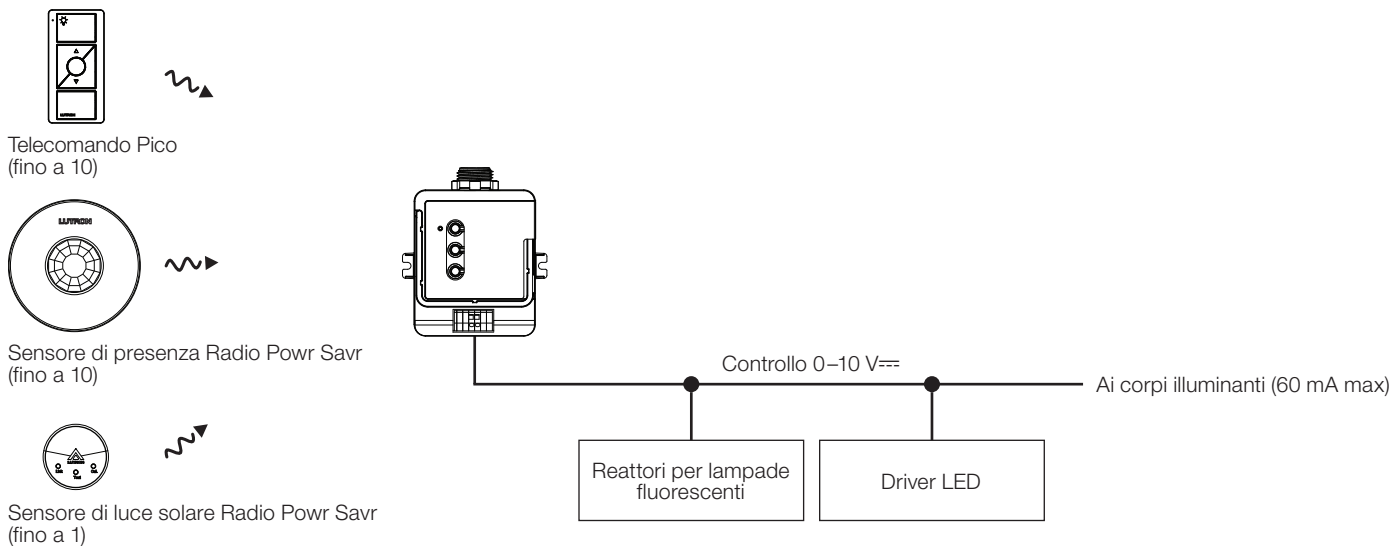 LUTRON
Telecomando Pico
(fino a 10)
LUTRON
Sensore di presenza Radio Powr Savr
(fino a 10)
Sensore di luce solare Radio Powr Savr
(fino a 1)
Controllo 0–10 V⎓
Ai corpi illuminanti (60 mA max)
Reattori per lampade
fluorescenti
Driver LED